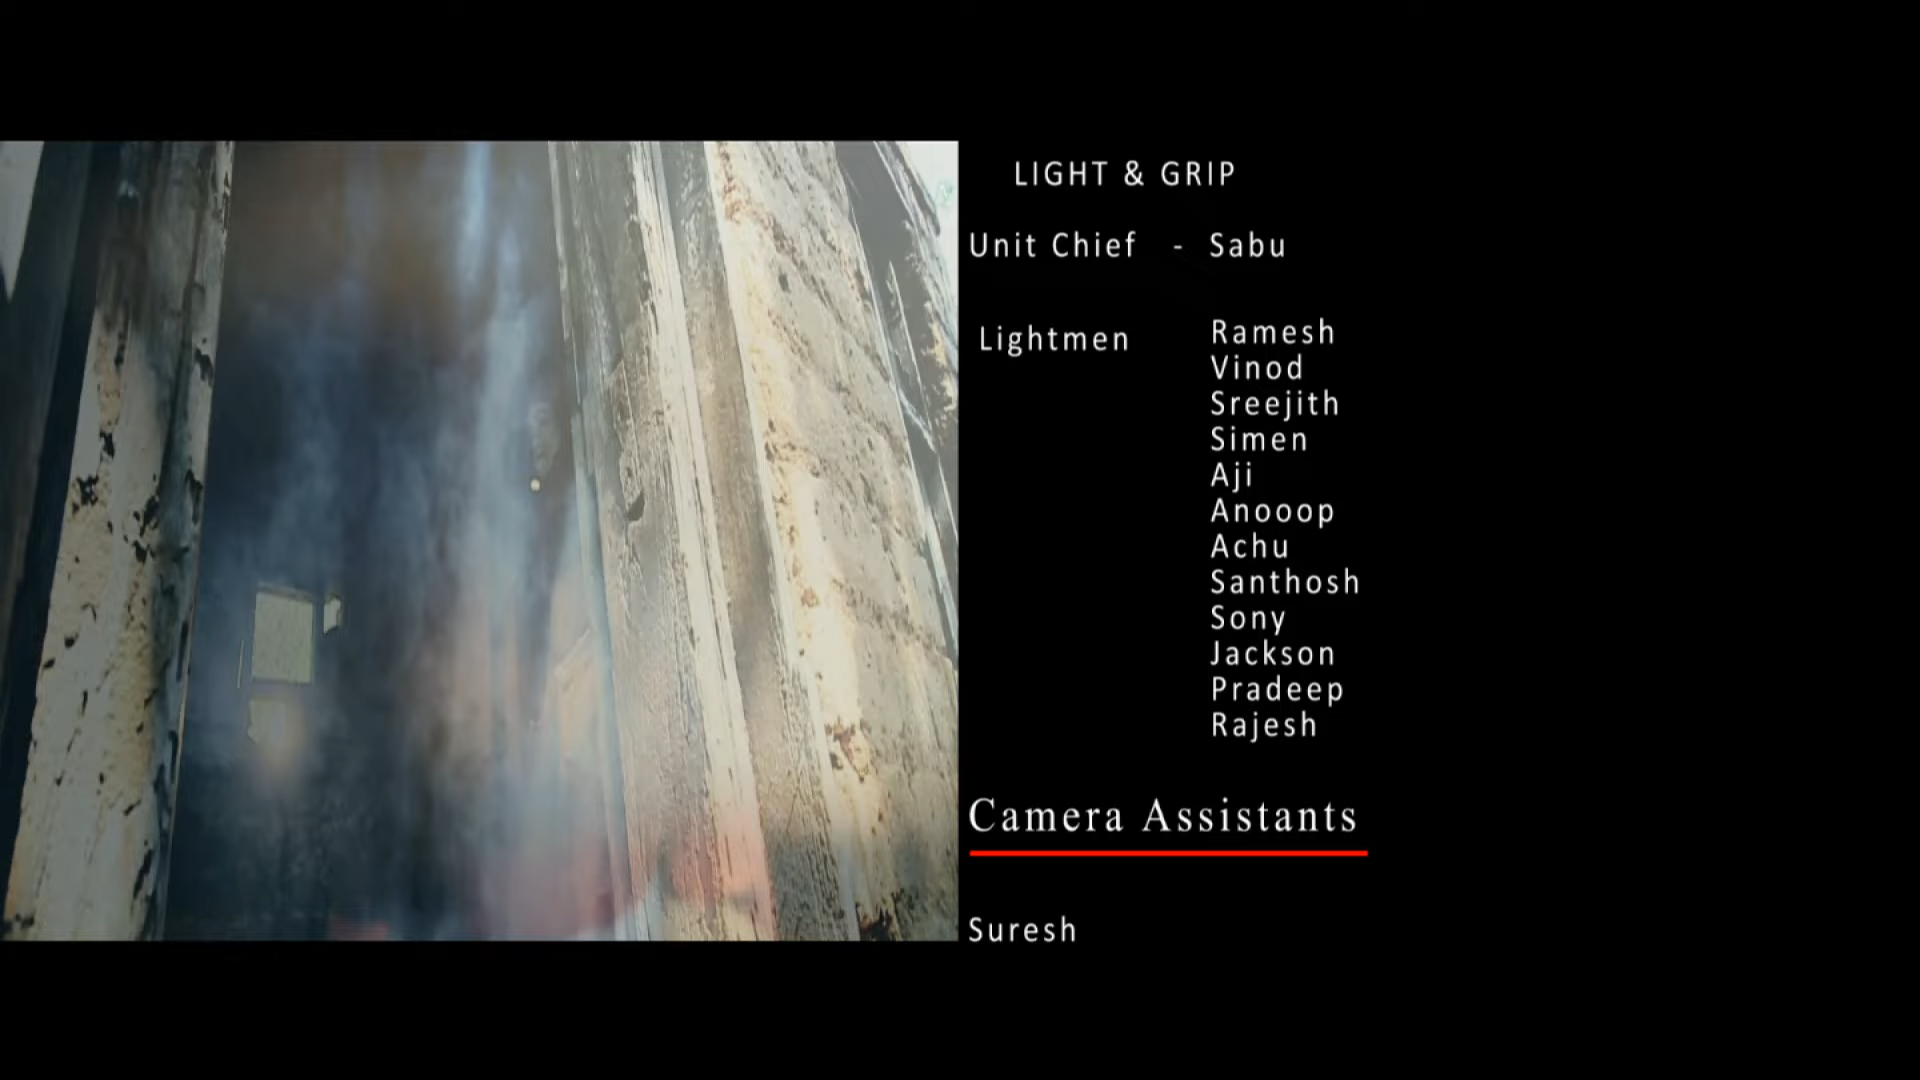 LIGHT & GRIP
Unit Chief - Sabu
Lightmen Ramesh
Vinod
Sreejith
Simen
Aji
Anooop
Achu
Santhosh
Sony
Jackson
Pradeep
Rajesh
Camera Assistants
Suresh